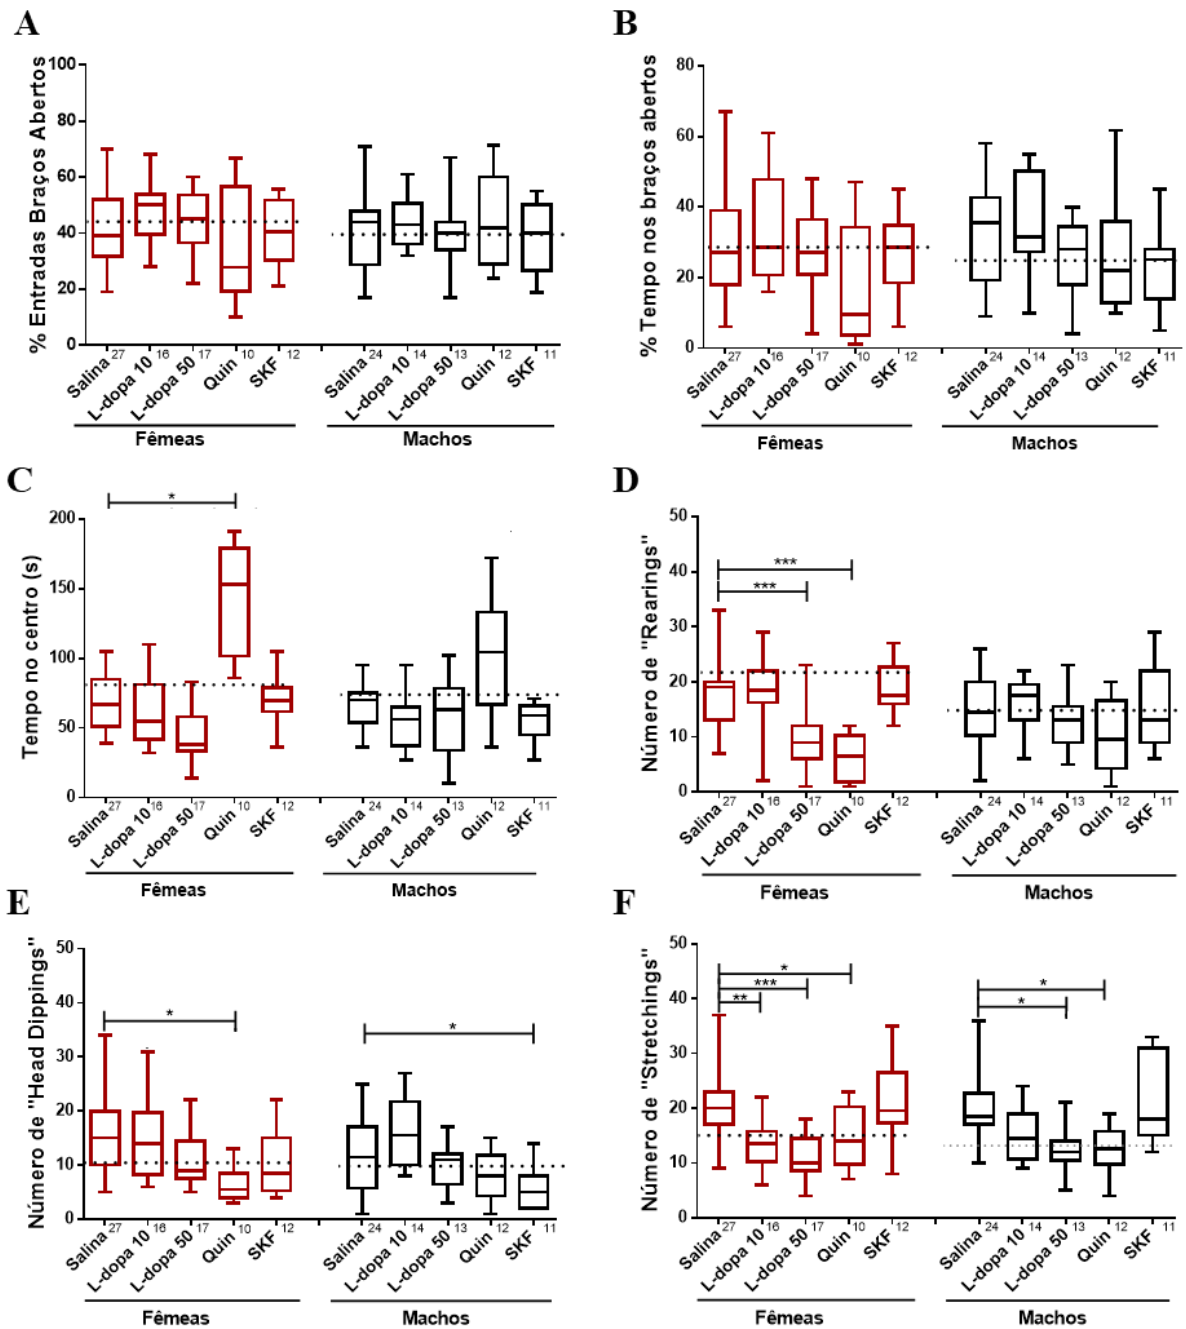 A
% Entradas Braços Abertos
100
80
60
40
20
0
Salina 27
L-dopa 10 16
L-dopa 50 17
Quin 10
SKF 12
Salina 24
L-dopa 10 14
L-dopa 50 13
Quin 12
SKF 11
Fêmeas
Machos
B
% Tempo nos braços abertos
80
60
40
20
0
Salina 27
L-dopa 10 16
L-dopa 50 17
Quin 10
SKF 12
Salina 24
L-dopa 10 14
L-dopa 50 13
Quin 12
SKF 11
Fêmeas
Machos
C
Tempo no centro (s)
*
200
150
100
50
0
Salina 27
L-dopa 10 16
L-dopa 50 17
Quin 10
SKF 12
Salina 24
L-dopa 10 14
L-dopa 50 13
Quin 12
SKF 11
Fêmeas
Machos
D
Número de "Rearings"
50
40
30
20
10
0
***
***
Salina 27
L-dopa 10 16
L-dopa 50 17
Quin 10
SKF 12
Salina 24
L-dopa 10 14
L-dopa 50 13
Quin 12
SKF 11
Fêmeas
Machos
E
Número de "Head Dippings"
50
40
30
20
10
0
*
*
Salina 27
L-dopa 10 16
L-dopa 50 17
Quin 10
SKF 12
Salina 24
L-dopa 10 14
L-dopa 50 13
Quin 12
SKF 11
Fêmeas
Machos
F
Número de "Stretchings"
50
40
30
20
10
0
*
***
**
*
*
Salina 27
L-dopa 10 16
L-dopa 50 17
Quin 10
SKF 12
Salina 24
L-dopa 10 14
L-dopa 50 13
Quin 12
SKF 11
Fêmeas
Machos